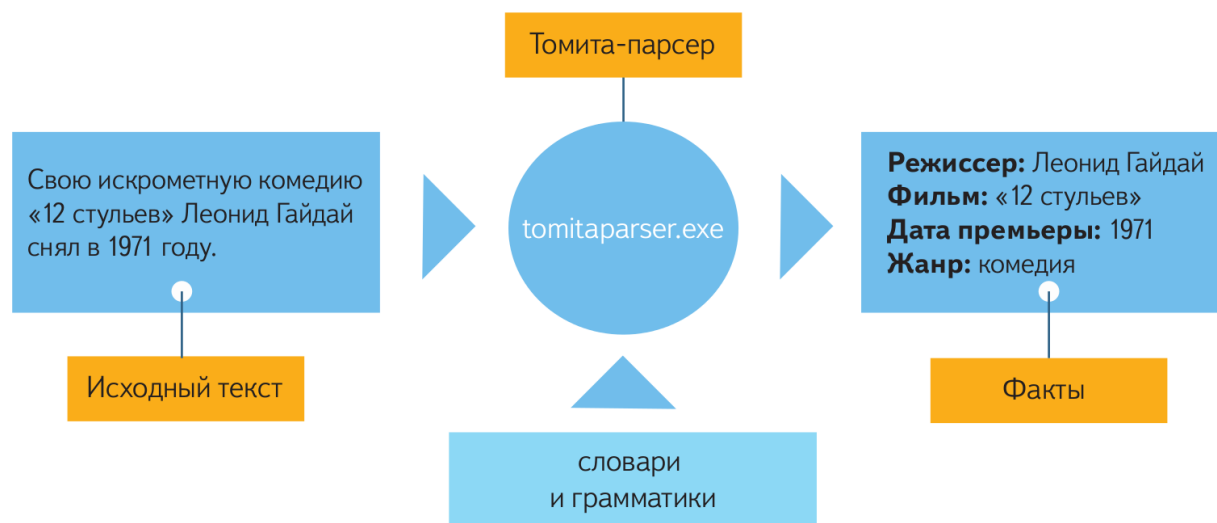 Томита-парсер
Свою искрометную комедию
«12 стульев» Леонид Гайдай
снял в 1971 году.
Исходный текст
tomitaparser.exe
словари
и грамматики
Режиссер: Леонид Гайдай
Фильм: «12 стульев»
Дата премьеры: 1971
Жанр: комедия
Факты